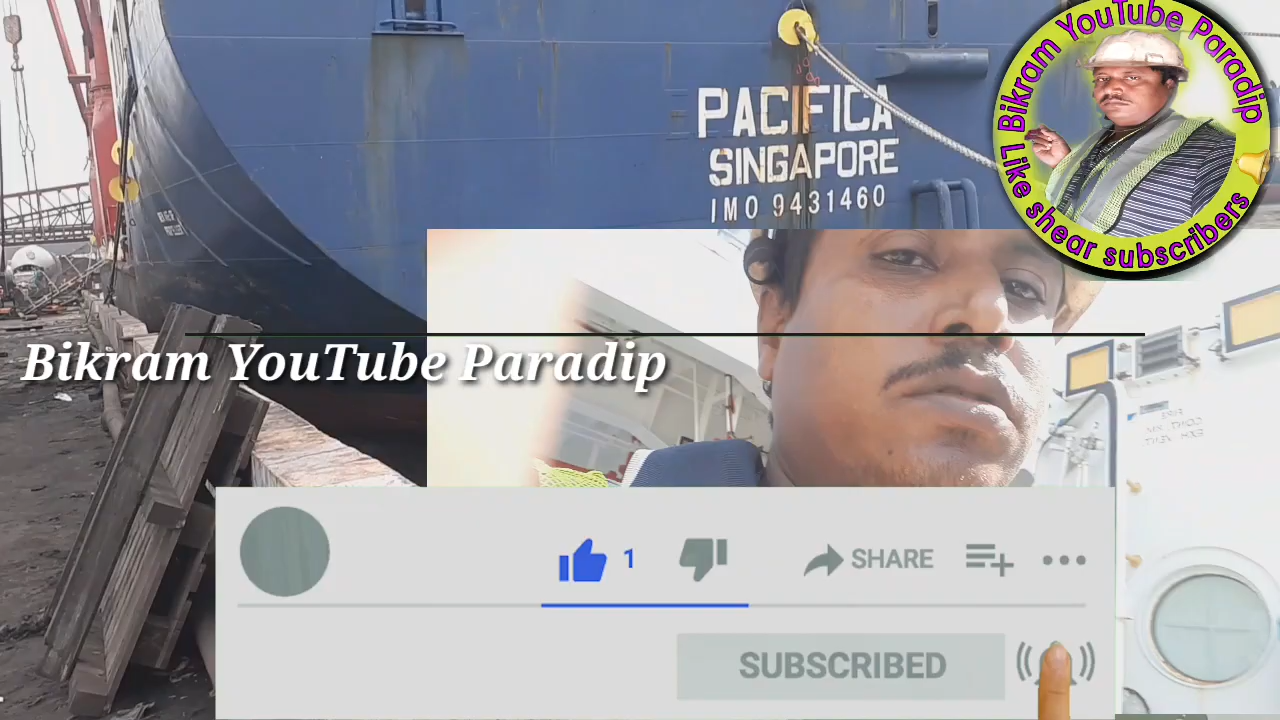 PACIFICA
SINGAPORE
IMO 9431460
Bikram YouTube Paradip
Like shear subscribers
Bikram YouTube Paradip
1
SHARE
SUBSCRIBED